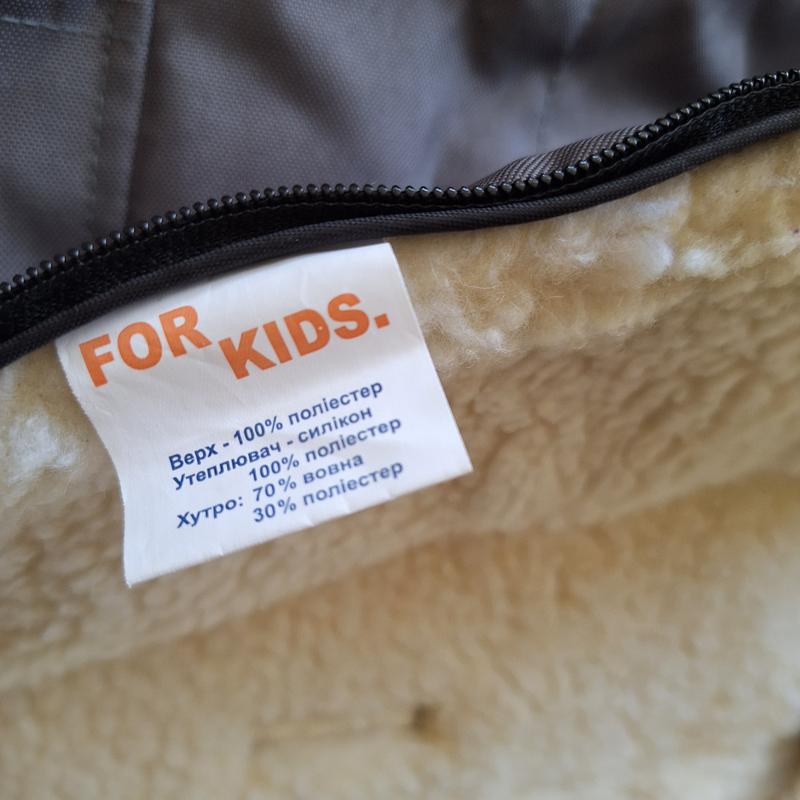 FOR KIDS.
Верх - 100% поліестер
Утеплювач - силікон
100% поліестер
Хутро: 70% вовна
30% поліестер